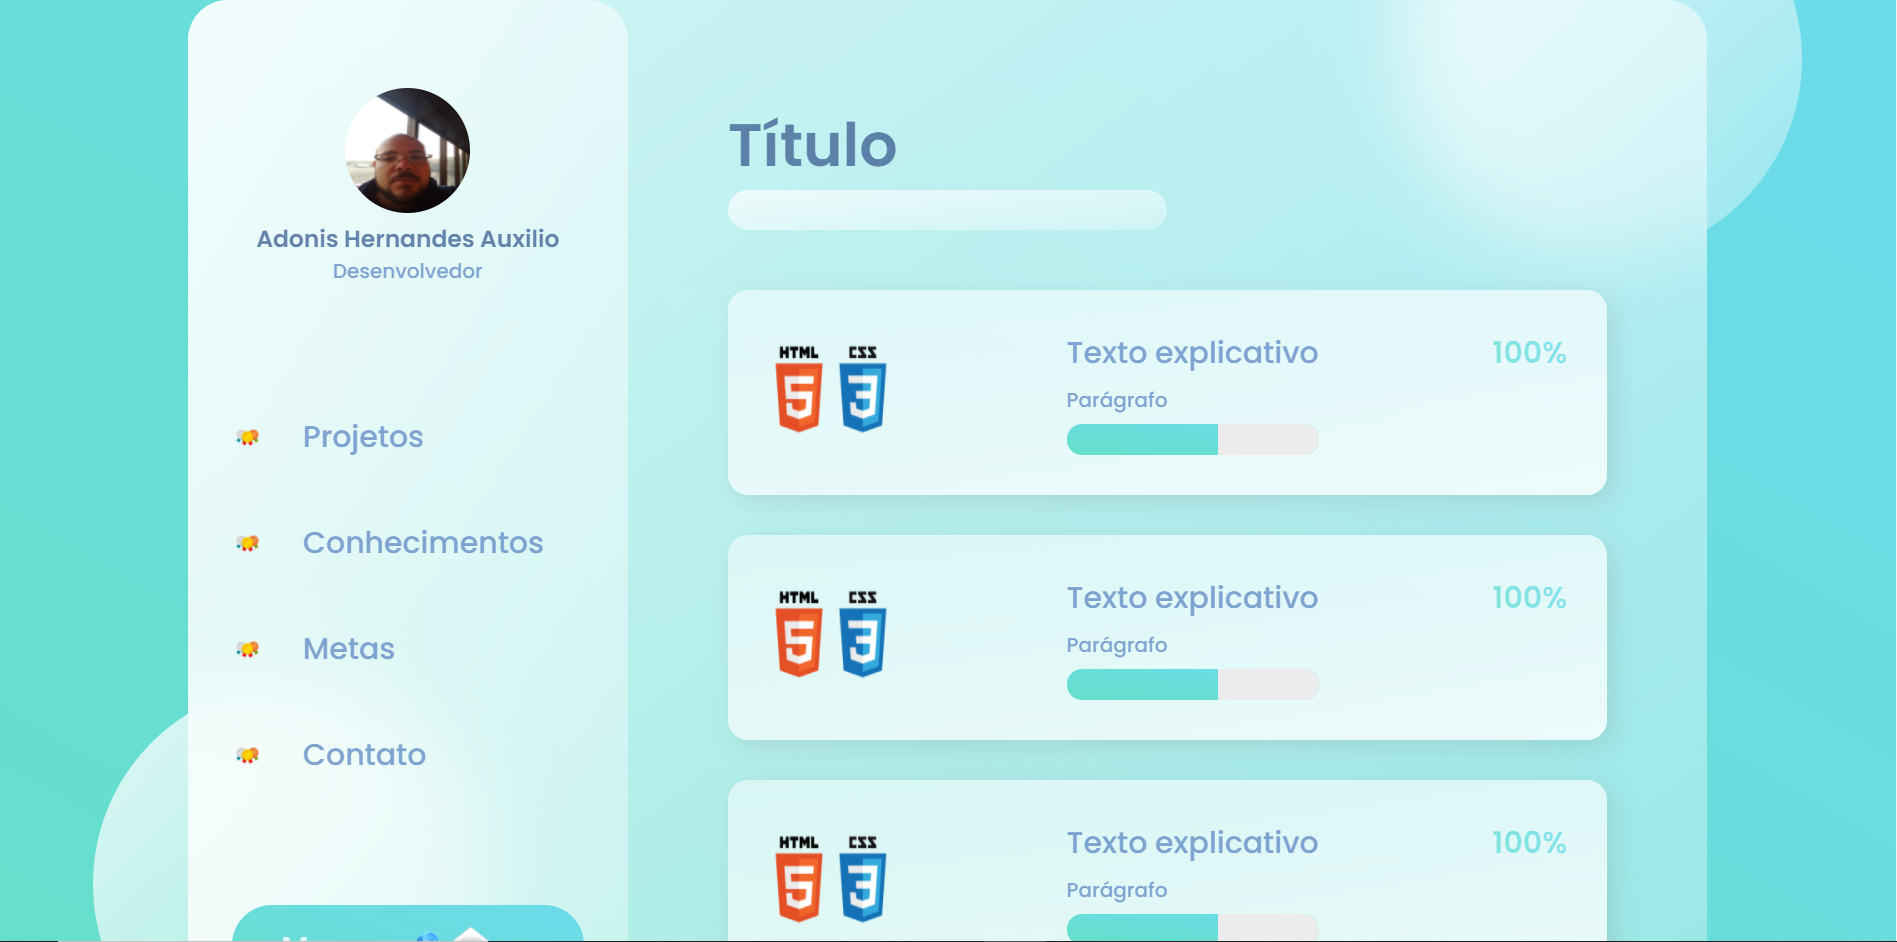 Adonis Hernandes Auxilio
Desenvolvedor
Projetos
Conhecimentos
Metas
Contato
Título
HTML CSS
5 3
Texto explicativo 100%
Parágrafo
HTML CSS
5 3
Texto explicativo 100%
Parágrafo
HTML CSS
5 3
Texto explicativo 100%
Parágrafo